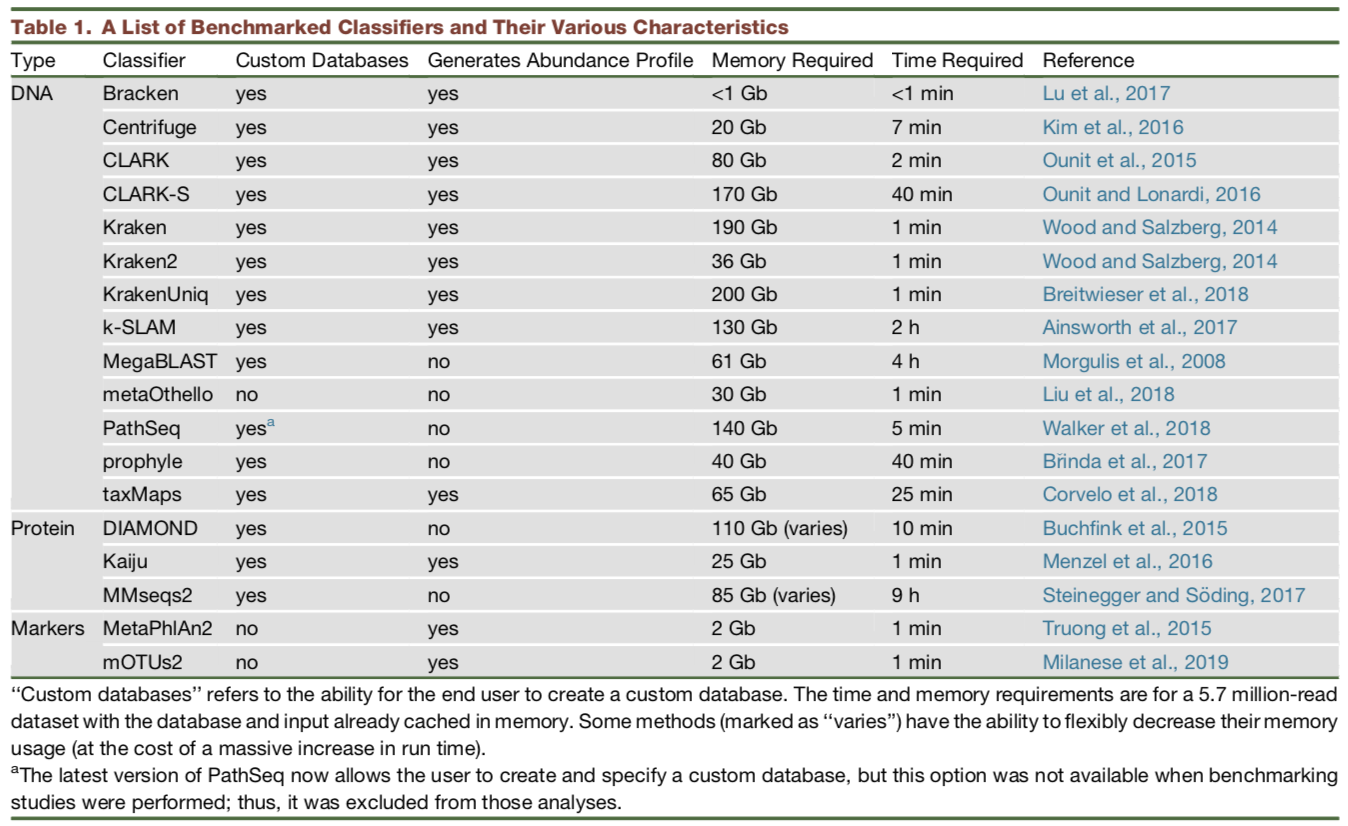 Table 1. A List of Benchmarked Classifiers and Their Various Characteristics
Type Classifier Custom Databases Generates Abundance Profile Memory Required Time Required Reference
DNA Bracken yes yes <1 Gb <1 min Lu et al., 2017
Centrifuge yes yes 20 Gb 7 min Kim et al., 2016
CLARK yes yes 80 Gb 2 min Ounit et al., 2015
CLARK-S yes yes 170 Gb 40 min Ounit and Lonardi, 2016
Kraken yes yes 190 Gb 1 min Wood and Salzberg, 2014
Kraken2 yes yes 36 Gb 1 min Wood and Salzberg, 2014
KrakenUniq yes yes 200 Gb 1 min Breitwieser et al., 2018
k-SLAM yes yes 130 Gb 2 h Ainsworth et al., 2017
MegaBLAST yes no 61 Gb 4 h Morgulis et al., 2008
metaOthello no no 30 Gb 1 min Liu et al., 2018
PathSeq yesa no 140 Gb 5 min Walker et al., 2018
prophyle yes no 40 Gb 40 min Břinda et al., 2017
taxMaps yes yes 65 Gb 25 min Corvelo et al., 2018
Protein DIAMOND yes no 110 Gb (varies) 10 min Buchfink et al., 2015
Kaiju yes yes 25 Gb 1 min Menzel et al., 2016
MMseqs2 yes no 85 Gb (varies) 9 h Steinegger and Söding, 2017
Markers MetaPhlAn2 no yes 2 Gb 1 min Truong et al., 2015
mOTUs2 no yes 2 Gb 1 min Milanese et al., 2019
‘‘Custom databases’’ refers to the ability for the end user to create a custom database. The time and memory requirements are for a 5.7 million-read
dataset with the database and input already cached in memory. Some methods (marked as ‘‘varies’’) have the ability to flexibly decrease their memory
usage (at the cost of a massive increase in run time).
aThe latest version of PathSeq now allows the user to create and specify a custom database, but this option was not available when benchmarking
studies were performed; thus, it was excluded from those analyses.